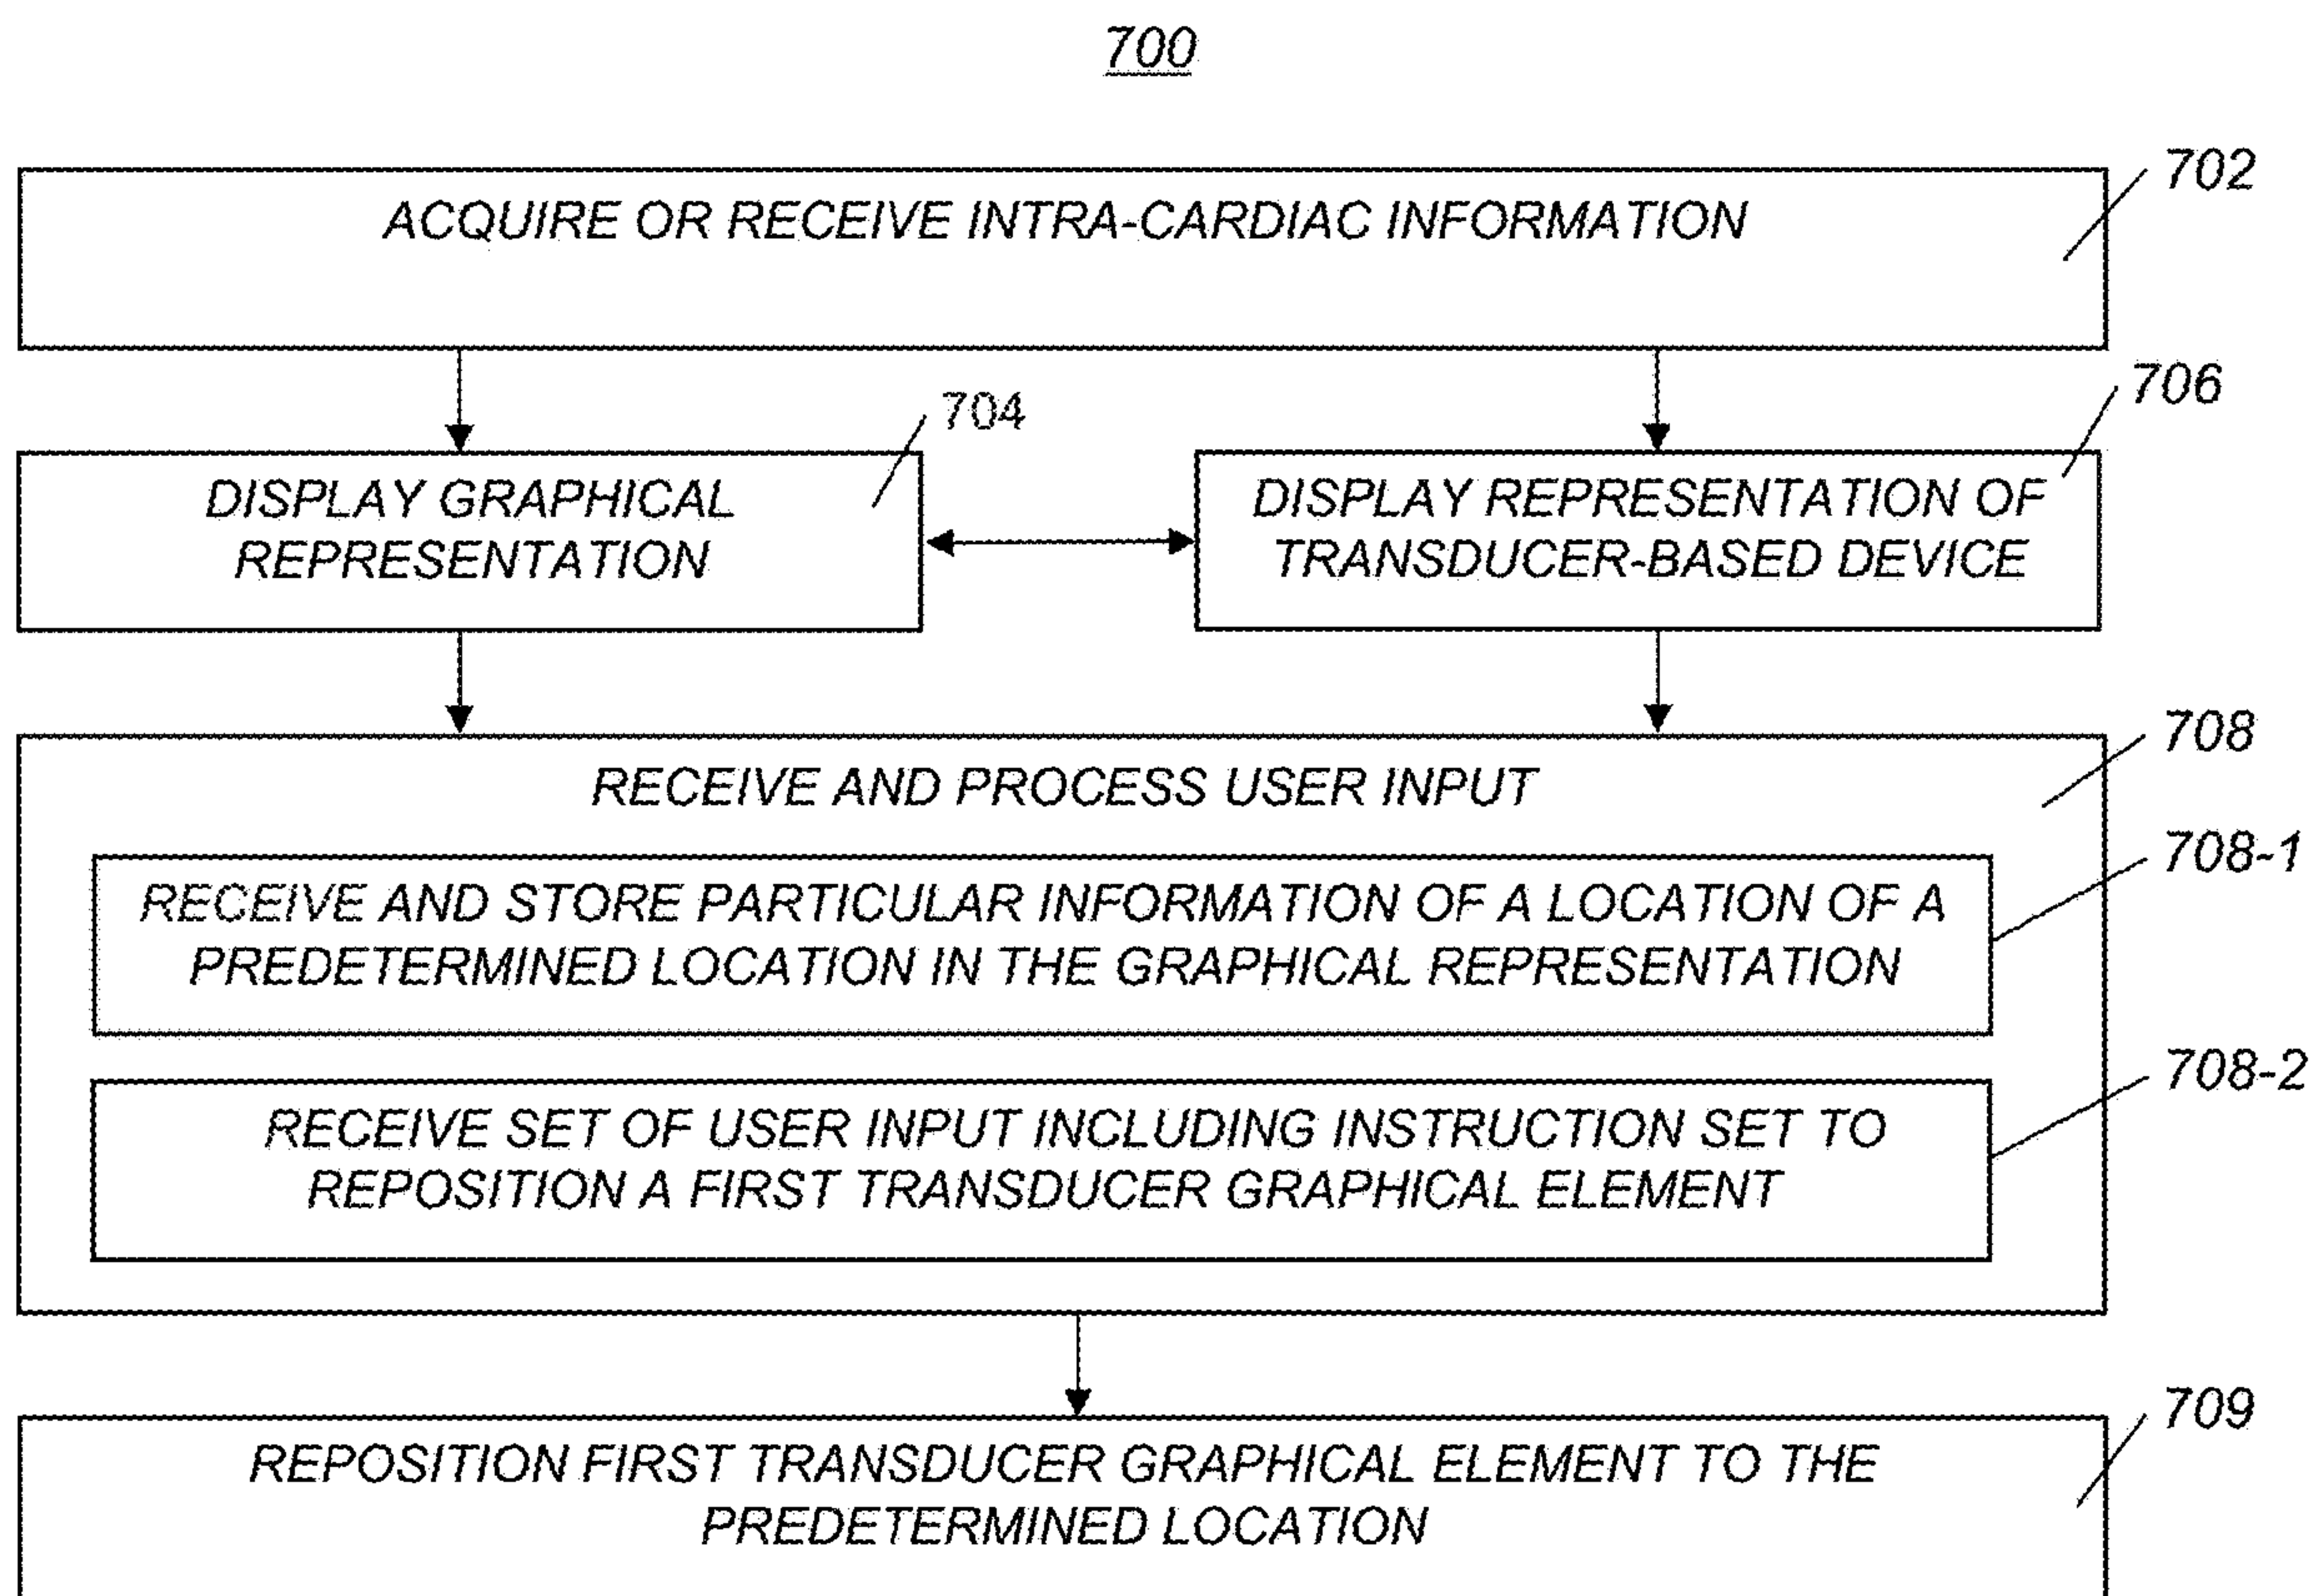 700
702
ACQUIRE OR RECEIVE INTRA-CARDIAC INFORMATION
704
706
DISPLAY GRAPHICAL
REPRESENTATION
DISPLAY REPRESENTATION OF
TRANSDUCER-BASED DEVICE
708
RECEIVE AND PROCESS USER INPUT
708-1
RECEIVE AND STORE PARTICULAR INFORMATION OF A LOCATION OF A
PREDETERMINED LOCATION IN THE GRAPHICAL REPRESENTATION
708-2
RECEIVE SET OF USER INPUT INCLUDING INSTRUCTION SET TO
REPOSITION A FIRST TRANSDUCER GRAPHICAL ELEMENT
709
REPOSITION FIRST TRANSDUCER GRAPHICAL ELEMENT TO THE
PREDETERMINED LOCATION